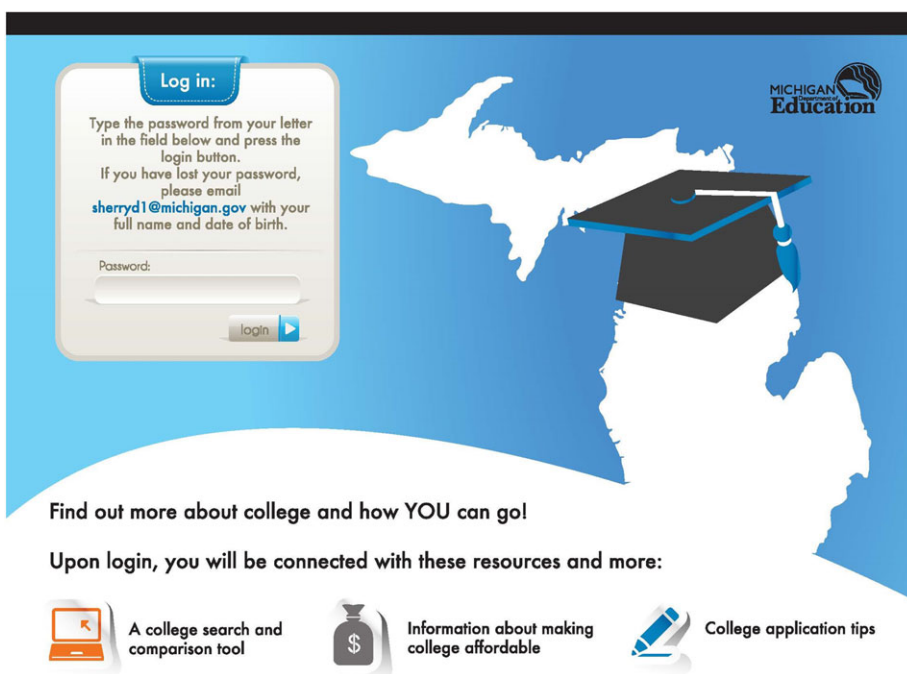 Log in:
Type the password from your letter
in the field below and press the
login button.
If you have lost your password,
please email
sherryd1@michigan.gov with your
full name and date of birth.
Password:
login
MICHIGAN
Department of
Education
Find out more about college and how YOU can go!
Upon login, you will be connected with these resources and more:
A college search and
comparison tool
$
Information about making
college affordable
College application tips